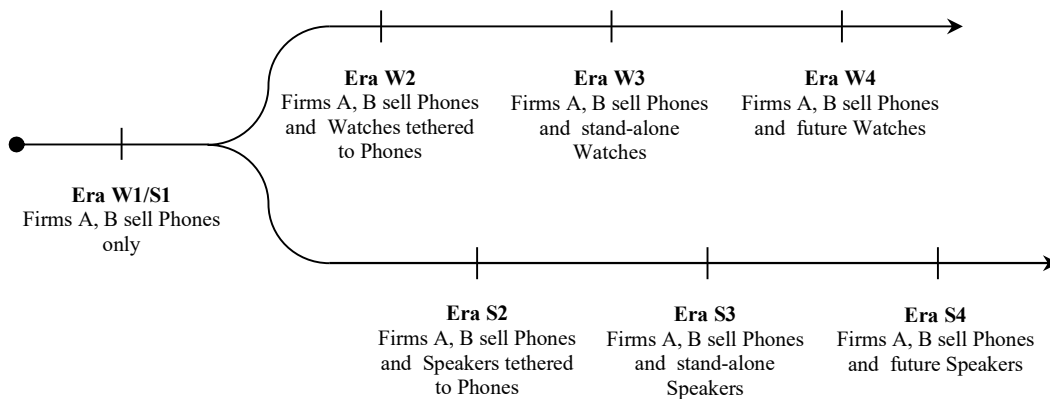 Era W2
Firms A, B sell Phones
and Watches tethered
to Phones
Era W3
Firms A, B sell Phones
and stand-alone
Watches
Era W4
Firms A, B sell Phones
and future Watches
Era W1/S1
Firms A, B sell Phones
only
Era S2
Firms A, B sell Phones
and Speakers tethered
to Phones
Era S3
Firms A, B sell Phones
and stand-alone
Speakers
Era S4
Firms A, B sell Phones
and future Speakers